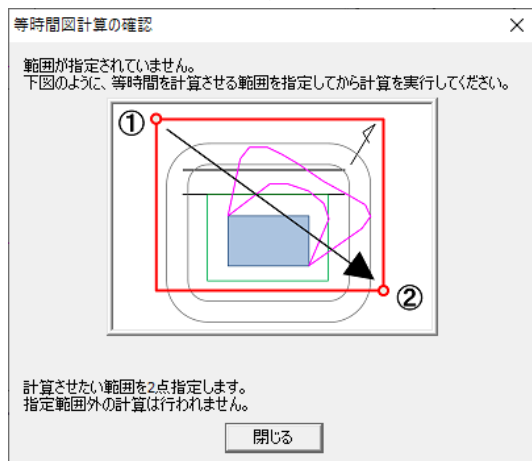 等時間図計算の確認
範囲が指定されていません。
下図のように、等時間を計算させる範囲を指定してから計算を実行してください。
①
②
計算させたい範囲を2点指定します。
指定範囲外の計算は行われません。
閉じる